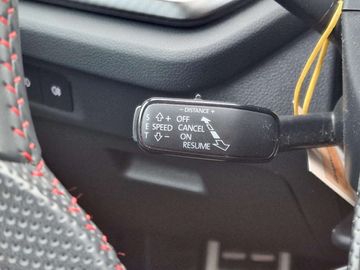 - DISTANCE +
S + OFF
E SPEED CANCEL
T - ON
RESUME